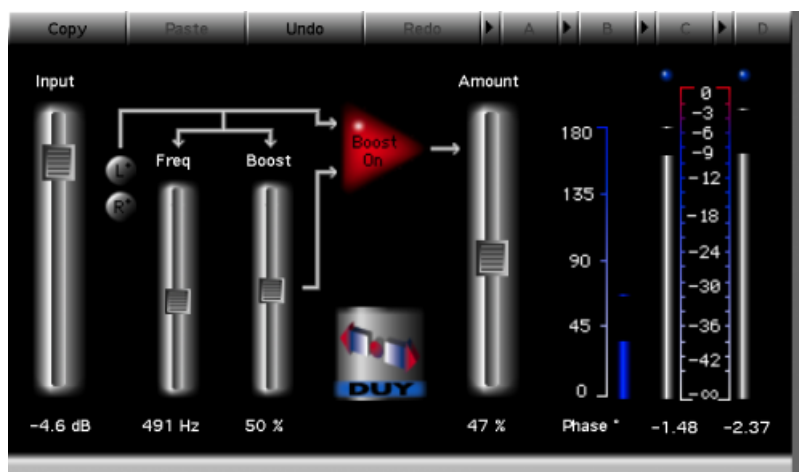 Copy Paste Undo Redo A B C D
Input
Amount
L R
Freq Boost
Boost
On
180
135
90
45
0
0
-3
-6
-9
-12
-18
-24
-30
-36
-42
-∞
DUY
-4.6 dB 491 Hz 50 % 47 % Phase ° -1.48 -2.37